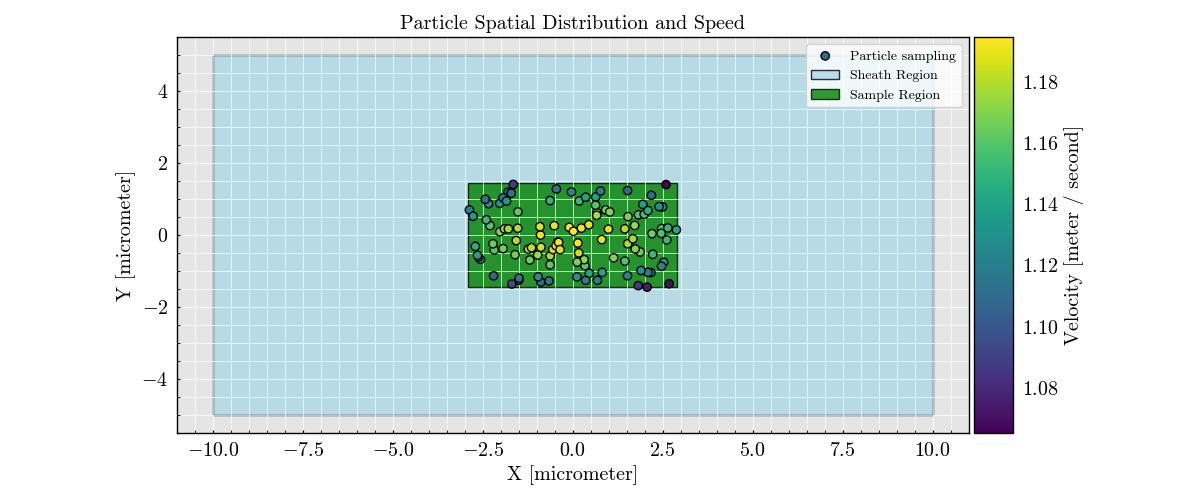 Particle Spatial Distribution and Speed
Particle sampling
Sheath Region
Sample Region
4
2
0
−2
−4
Y [micrometer]
−10.0 −7.5 −5.0 −2.5 0.0 2.5 5.0 7.5 10.0
X [micrometer]
1.18
1.16
1.14
1.12
1.10
1.08
Velocity [meter / second]